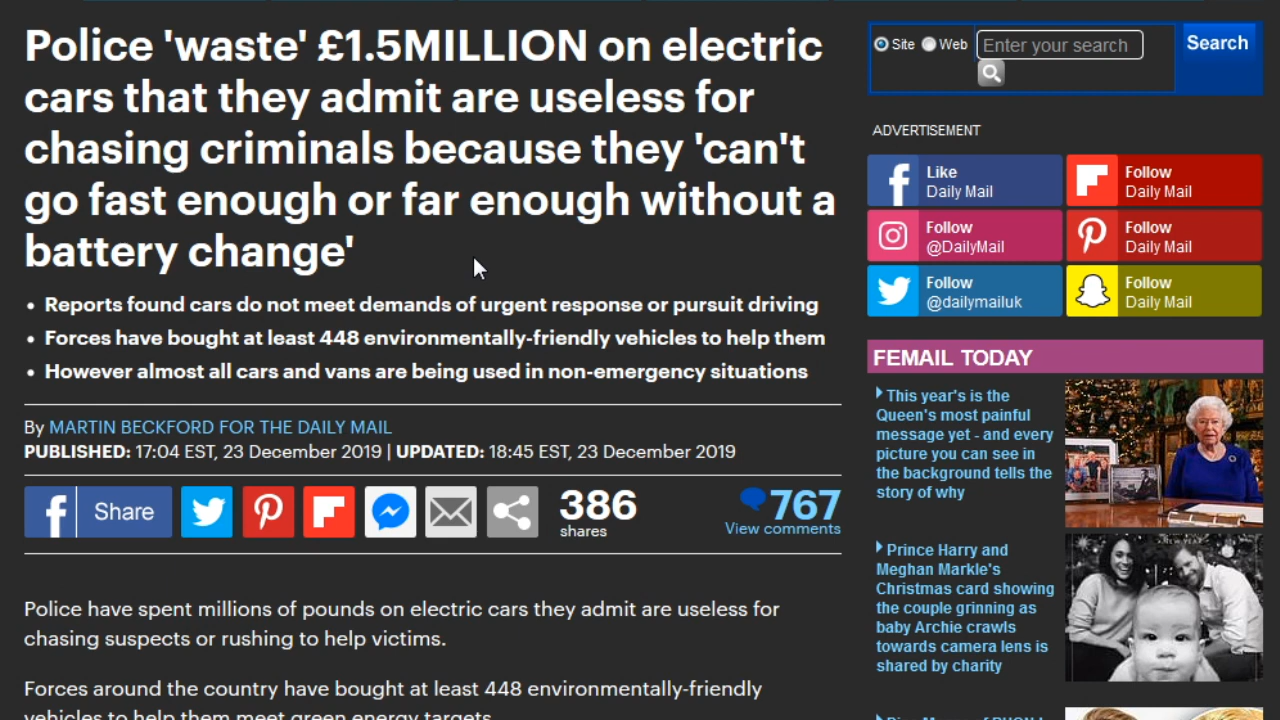 Police 'waste' £1.5MILLION on electric
cars that they admit are useless for
chasing criminals because they 'can't
go fast enough or far enough without a
battery change'
• Reports found cars do not meet demands of urgent response or pursuit driving
• Forces have bought at least 448 environmentally-friendly vehicles to help them
• However almost all cars and vans are being used in non-emergency situations
By MARTIN BECKFORD FOR THE DAILY MAIL
PUBLISHED: 17:04 EST, 23 December 2019 | UPDATED: 18:45 EST, 23 December 2019
Share
386
shares
767
View comments
Police have spent millions of pounds on electric cars they admit are useless for
chasing suspects or rushing to help victims.
Forces around the country have bought at least 448 environmentally-friendly
vehicles to help them meet green energy targets.
Site Web Enter your search Search
ADVERTISEMENT
Like
Daily Mail
Follow
Daily Mail
Follow
@DailyMail
Follow
Daily Mail
Follow
@dailymailuk
Follow
Daily Mail
FEMAIL TODAY
This year's is the
Queen's most painful
message yet - and every
picture you can see in
the background tells the
story of why
Prince Harry and
Meghan Markle's
Christmas card showing
the couple grinning as
baby Archie crawls
towards camera lens is
shared by charity